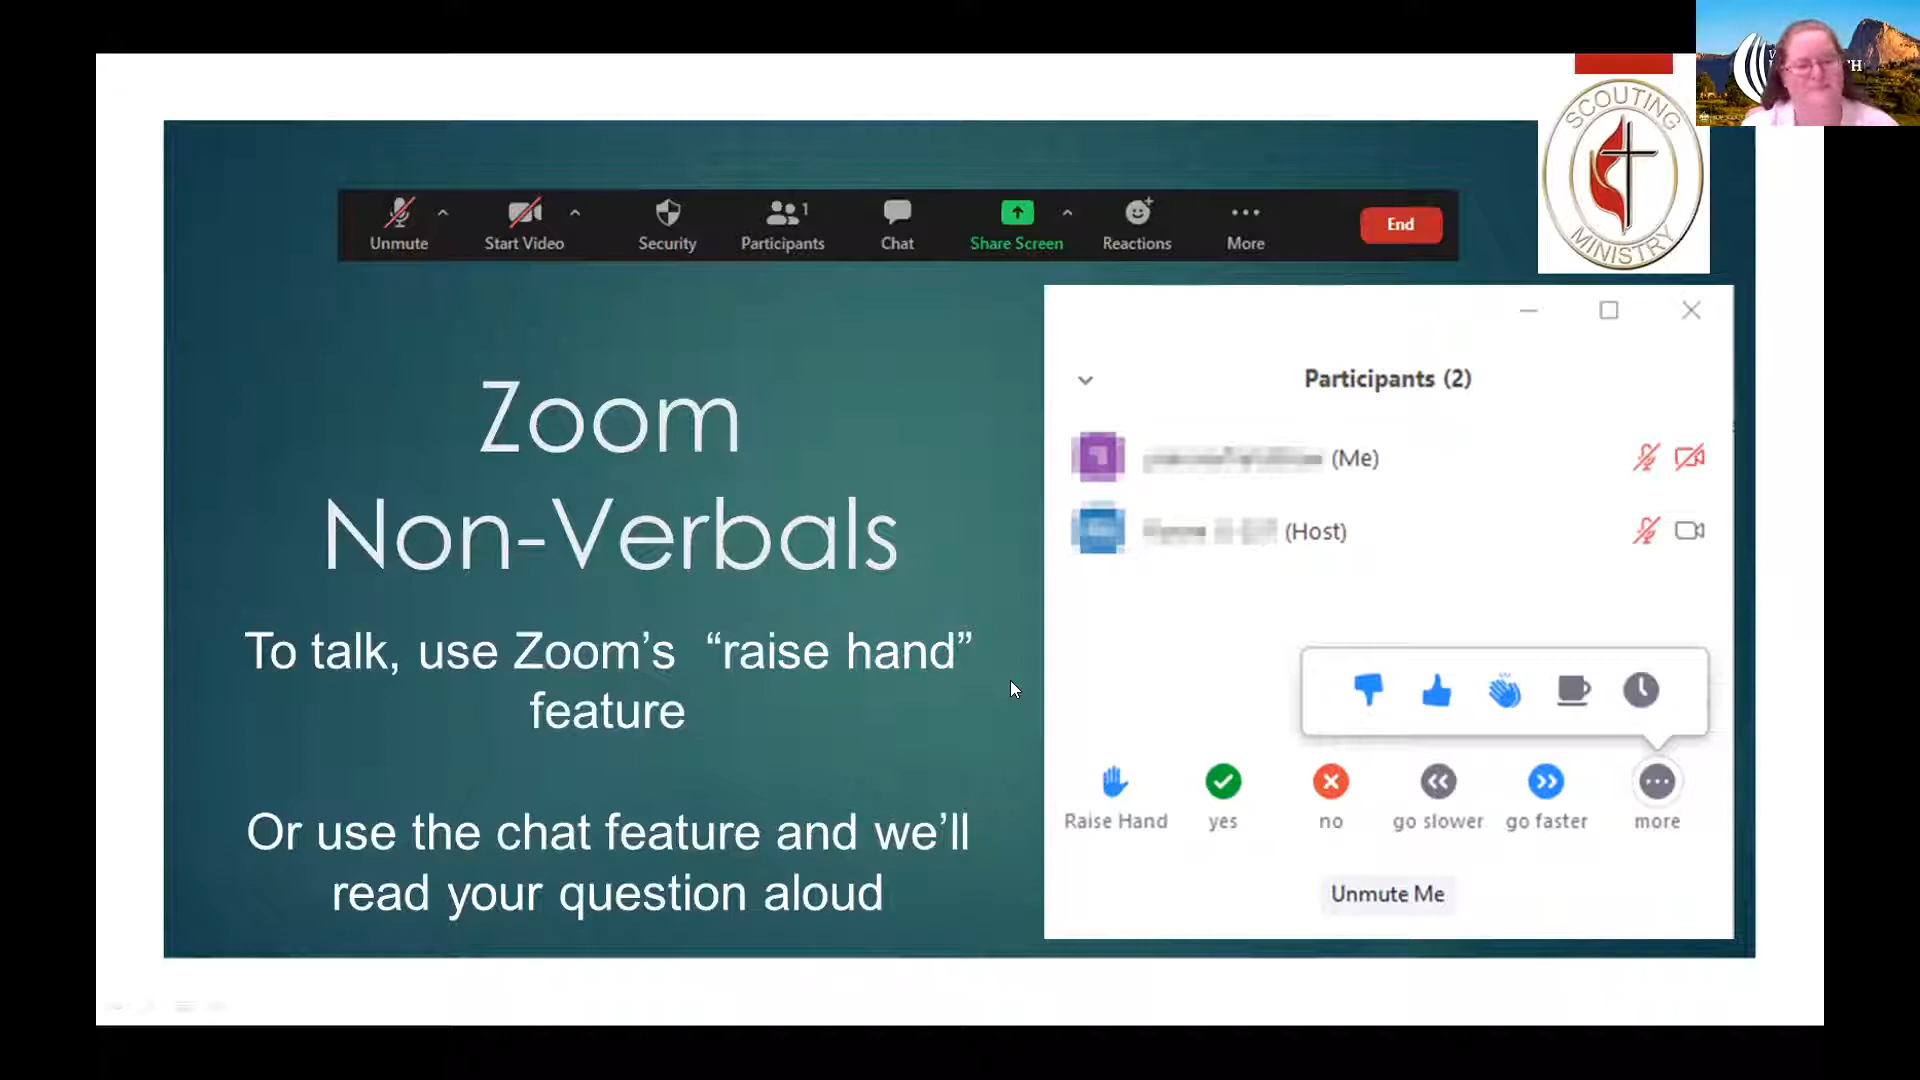 SCOUTING
MINISTRY
Unmute
Start Video
Security
1
Participants
Chat
Share Screen
Reactions
More
End
Zoom
Non-Verbals
To talk, use Zoom’s “raise hand”
feature
Or use the chat feature and we’ll
read your question aloud
Participants (2)
(Me)
(Host)
Raise Hand
yes
no
go slower
go faster
more
Unmute Me